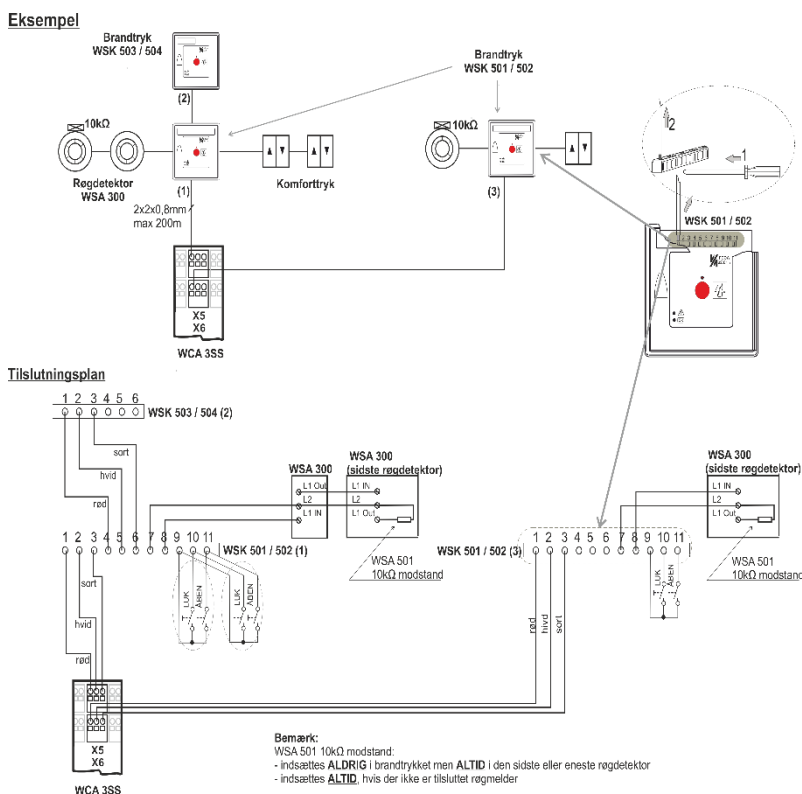 Eksempel
Brandtryk
WSK 503 / 504
(2)
Brandtryk
WSK 501 / 502
10kΩ
10kΩ
Røgdetektor
WSA 300
(1)
Komforttryk
(3)
2x2x0,8mm
max 200m
X5
X6
WCA 3SS
2
1
WSK 501 / 502
Tilslutningsplan
1 2 3 4 5 6
WSK 503 / 504 (2)
sort
hvid
rød
WSA 300
L1 Out
L2
L1 IN
WSA 300
(sidste røgdetektor)
L1 IN
L2
L1 Out
WSA 501
10kΩ modstand
1 2 3 4 5 6 7 8 9 10 11
WSK 501 / 502 (1)
sort
hvid
rød
LUK
ÅBEN
LUK
ÅBEN
WSA 300
(sidste røgdetektor)
L1 IN
L2
L1 Out
WSA 501
10kΩ modstand
WSK 501 / 502 (3)
1 2 3 4 5 6 7 8 9 10 11
rød
hivd
sort
LUK
ÅBEN
X5
X6
WCA 3SS
Bemærk:
WSA 501 10kΩ modstand:
- indsættes ALDRIG i brandtrykket men ALTID i den sidste eller eneste røgdetektor
- indsættes ALTID, hvis der ikke er tilsluttet røgmelder